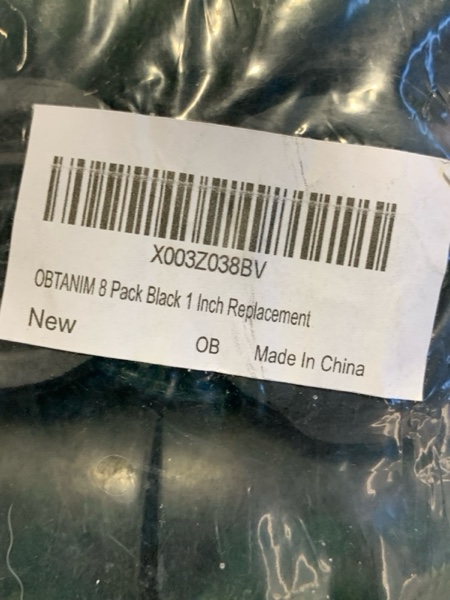 X003Z038BV
OBTANIM 8 Pack Black 1 Inch Replacement
New
OB Made In China